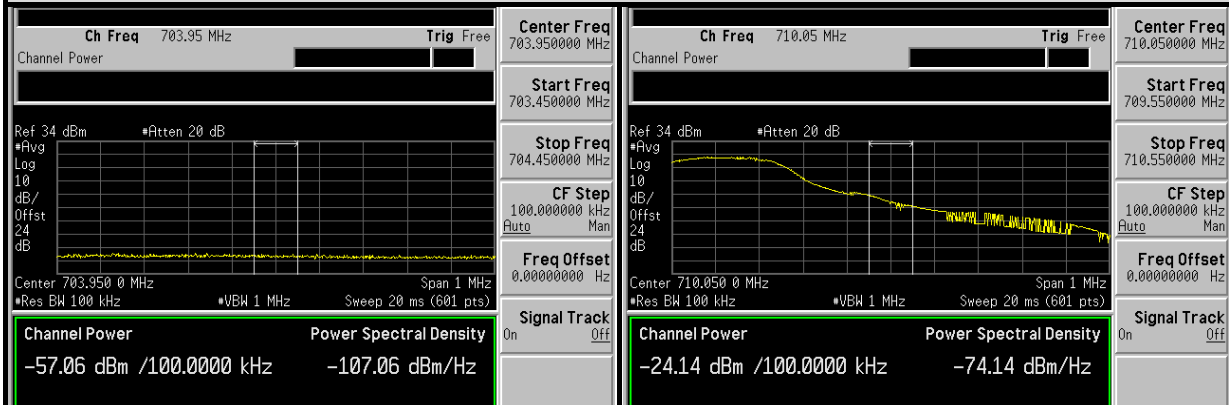 Ch Freq 703.95 MHz Trig Free
Channel Power
Ref 34 dBm #Atten 20 dB
#Avg
Log
10
dB/
Offst
24
dB
Center 703.950 0 MHz Span 1 MHz
#Res BW 100 kHz #VBW 1 MHz Sweep 20 ms (601 pts)
Channel Power Power Spectral Density
-57.06 dBm /100.0000 kHz -107.06 dBm/Hz
Center Freq
703.950000 MHz
Start Freq
703.450000 MHz
Stop Freq
704.450000 MHz
CF Step
100.000000 kHz
Auto Man
Freq Offset
0.00000000 Hz
Signal Track
On Off
Ch Freq 710.05 MHz Trig Free
Channel Power
Ref 34 dBm #Atten 20 dB
#Avg
Log
10
dB/
Offst
24
dB
Center 710.050 0 MHz Span 1 MHz
#Res BW 100 kHz #VBW 1 MHz Sweep 20 ms (601 pts)
Channel Power Power Spectral Density
-24.14 dBm /100.0000 kHz -74.14 dBm/Hz
Center Freq
710.050000 MHz
Start Freq
709.550000 MHz
Stop Freq
710.550000 MHz
CF Step
100.000000 kHz
Auto Man
Freq Offset
0.00000000 Hz
Signal Track
On Off